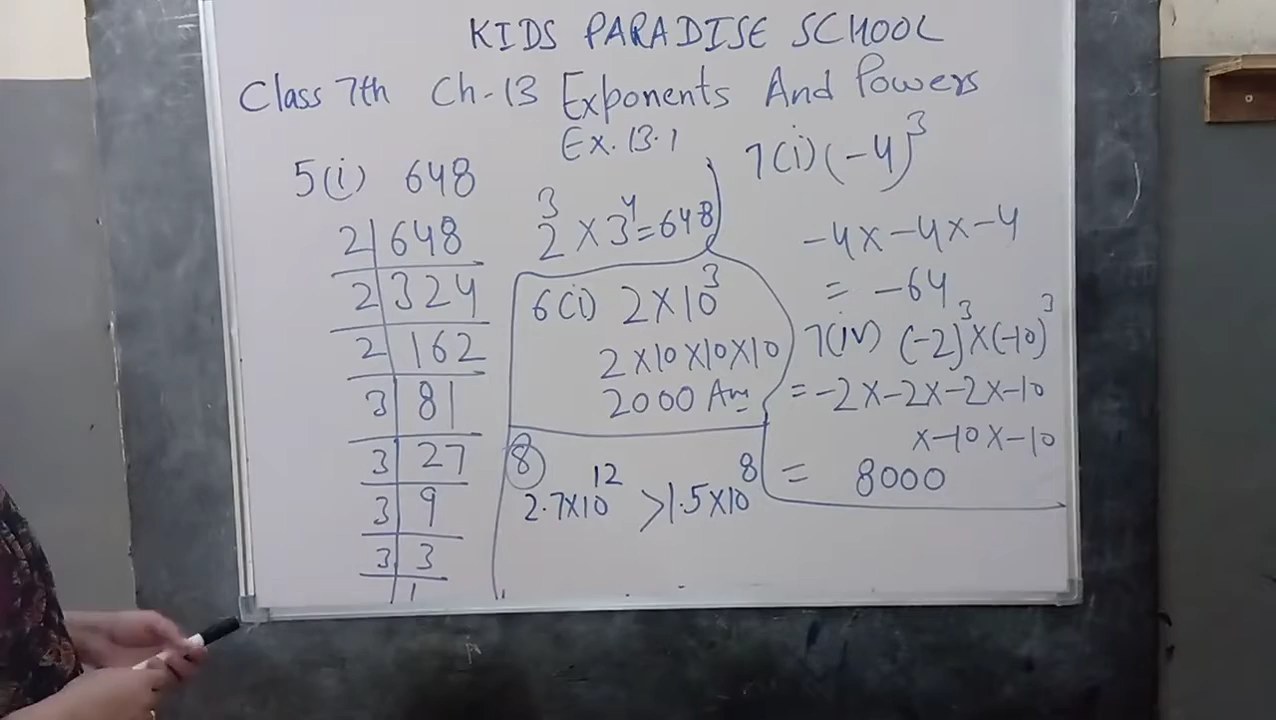 KIDS PARADISE SCHOOL
Class 7th Ch-13 Exponents And Powers
Ex. 13.1
5(i) 648
2|648
2|324
2|162
3|81
3|27
3|9
3|3
|1
2³ × 3⁴ = 648
6(i) 2×10³
2×10×10×10
2000 Ans
8
2.7×10¹² > 1.5×10⁸
7(i) (-4)³
-4×-4×-4
= -64
7(iv) (-2)³×(-10)³
= -2×-2×-2×-10
×-10×-10
= 8000